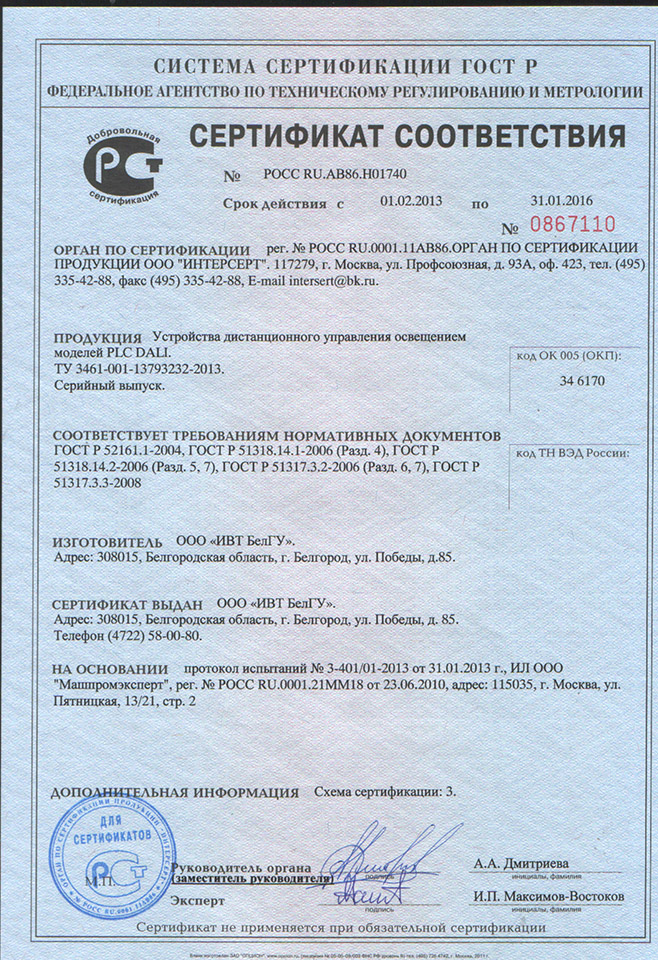 СИСТЕМА СЕРТИФИКАЦИИ ГОСТ Р
ФЕДЕРАЛЬНОЕ АГЕНТСТВО ПО ТЕХНИЧЕСКОМУ РЕГУЛИРОВАНИЮ И МЕТРОЛОГИИ
Добровольная
РСТ
сертификация
СЕРТИФИКАТ СООТВЕТСТВИЯ
№ РОСС RU.АВ86.Н01740
Срок действия с 01.02.2013 по 31.01.2016
№ 0867110
ОРГАН ПО СЕРТИФИКАЦИИ рег. № РОСС RU.0001.11АВ86.ОРГАН ПО СЕРТИФИКАЦИИ
ПРОДУКЦИИ ООО "ИНТЕРСЕРТ". 117279, г. Москва, ул. Профсоюзная, д. 93А, оф. 423, тел. (495)
335-42-88, факс (495) 335-42-88, E-mail intersert@bk.ru.
ПРОДУКЦИЯ Устройства дистанционного управления освещением
моделей PLC DALI.
ТУ 3461-001-13793232-2013.
Серийный выпуск.
код ОК 005 (ОКП):
34 6170
СООТВЕТСТВУЕТ ТРЕБОВАНИЯМ НОРМАТИВНЫХ ДОКУМЕНТОВ
ГОСТ Р 52161.1-2004, ГОСТ Р 51318.14.1-2006 (Разд. 4), ГОСТ Р
51318.14.2-2006 (Разд. 5, 7), ГОСТ Р 51317.3.2-2006 (Разд. 6, 7), ГОСТ Р
51317.3.3-2008
код ТН ВЭД России:
ИЗГОТОВИТЕЛЬ ООО «ИВТ БелГУ».
Адрес: 308015, Белгородская область, г. Белгород, ул. Победы, д.85.
СЕРТИФИКАТ ВЫДАН ООО «ИВТ БелГУ».
Адрес: 308015, Белгородская область, г. Белгород, ул. Победы, д. 85.
Телефон (4722) 58-00-80.
НА ОСНОВАНИИ протокол испытаний № 3-401/01-2013 от 31.01.2013 г., ИЛ ООО
"Машпромэксперт", рег. № РОСС RU.0001.21ММ18 от 23.06.2010, адрес: 115035, г. Москва, ул.
Пятницкая, 13/21, стр. 2
ДОПОЛНИТЕЛЬНАЯ ИНФОРМАЦИЯ Схема сертификации: 3.
ОРГАН ПО СЕРТИФИКАЦИИ ПРОДУКЦИИ "ИНТЕРСЕРТ"
ДЛЯ
СЕРТИФИКАТОВ
РСТ
М.П.
Руководитель органа
(заместитель руководителя)
подпись
А.А. Дмитриева
инициалы, фамилия
Эксперт
подпись
И.П. Максимов-Востоков
инициалы, фамилия
Сертификат не применяется при обязательной сертификации